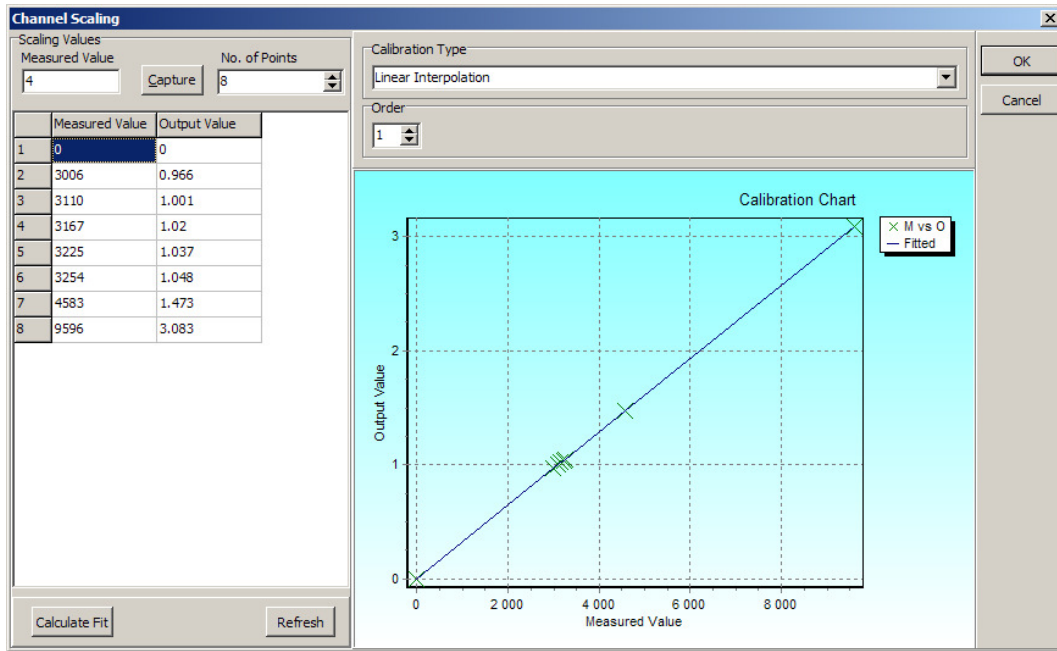 Channel Scaling
Scaling Values
Measured Value No. of Points
4 Capture 8
Measured Value Output Value
1 0 0
2 3006 0.966
3 3110 1.001
4 3167 1.02
5 3225 1.037
6 3254 1.048
7 4583 1.473
8 9596 3.083
Calculate Fit Refresh
Calibration Type
Linear Interpolation
Order
1
Calibration Chart
M vs O
Fitted
3
2
1
0
Output Value
0 2 000 4 000 6 000 8 000
Measured Value
OK
Cancel